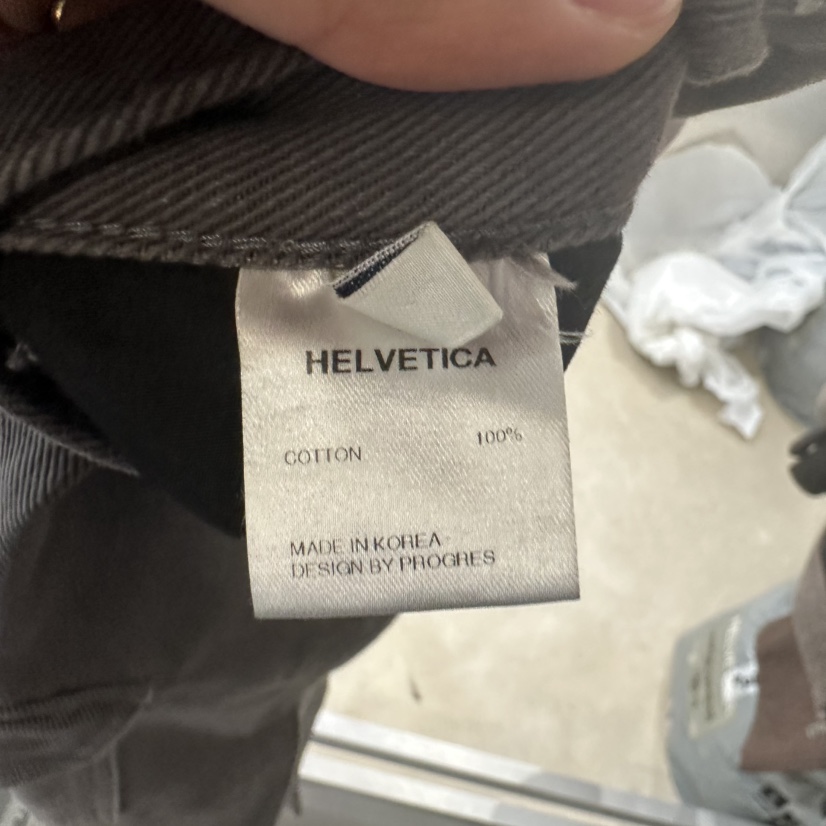 HELVETICA
COTTON 100%
MADE IN KOREA
DESIGN BY PROGRES